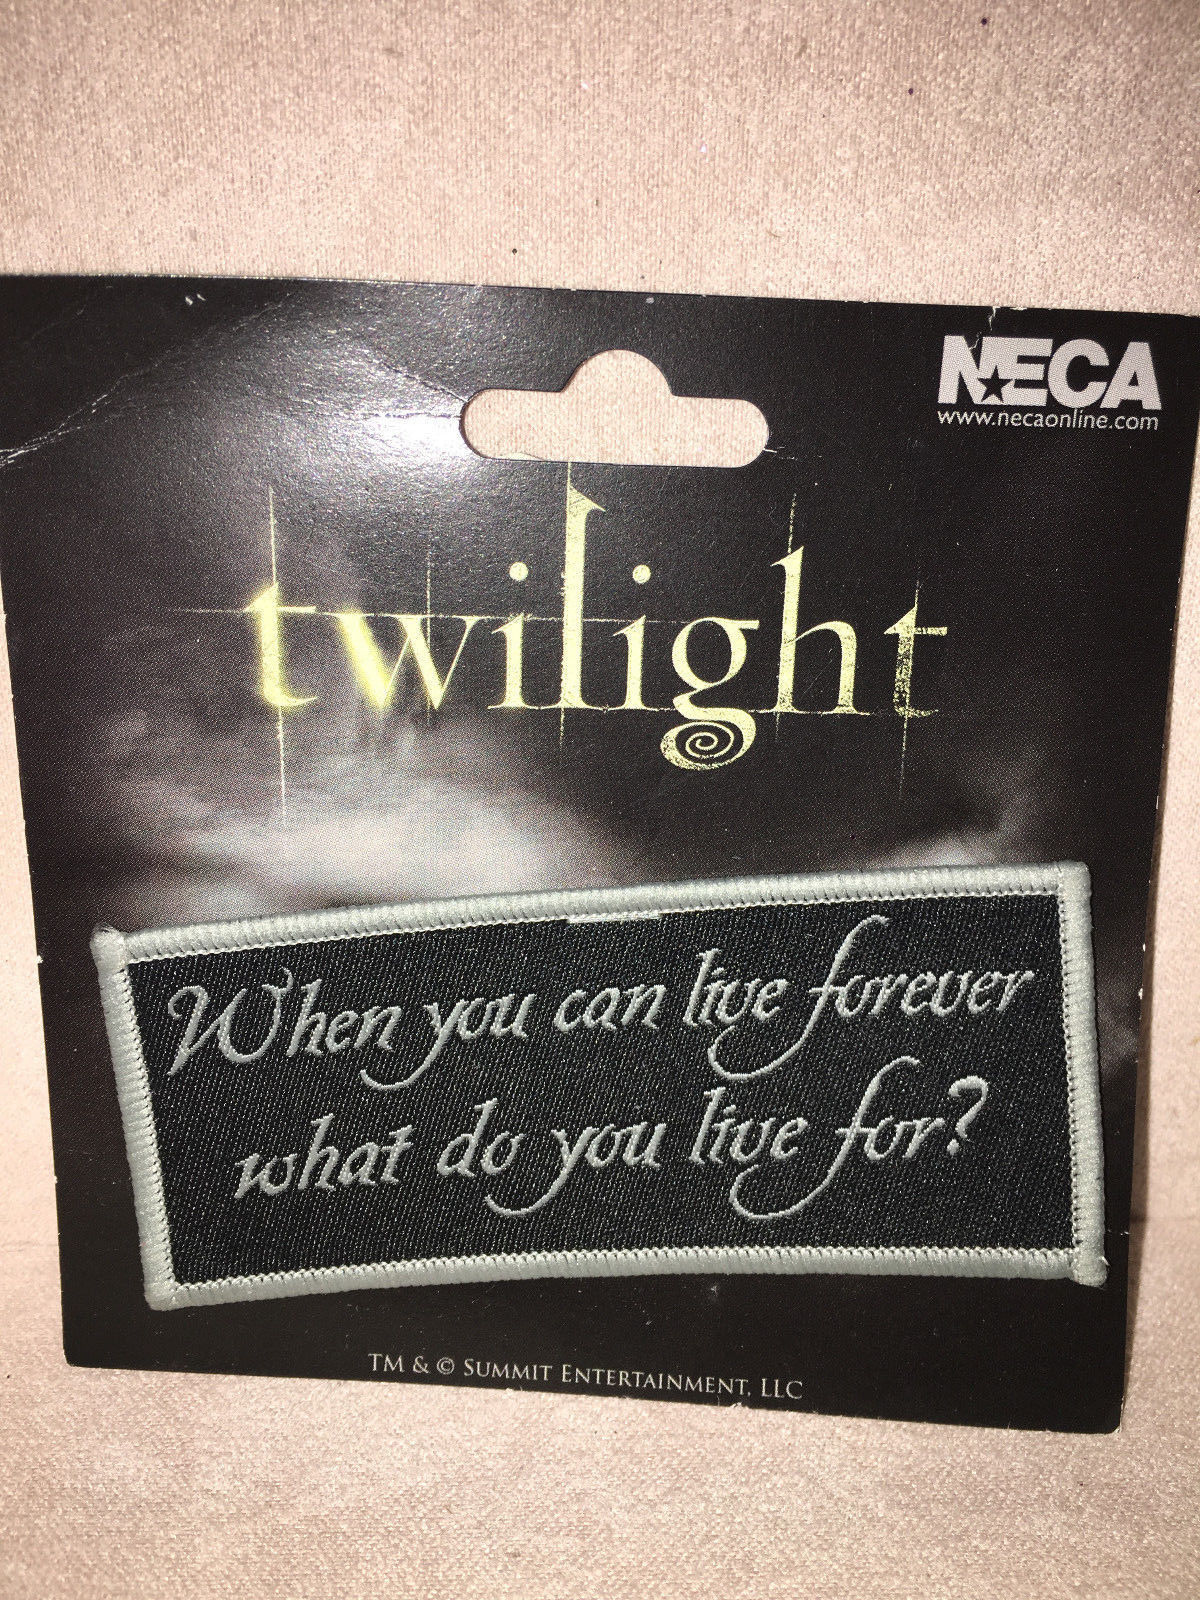 NECA
www.necaonline.com
twilight
When you can live forever
what do you live for?
TM & © SUMMIT ENTERTAINMENT, LLC